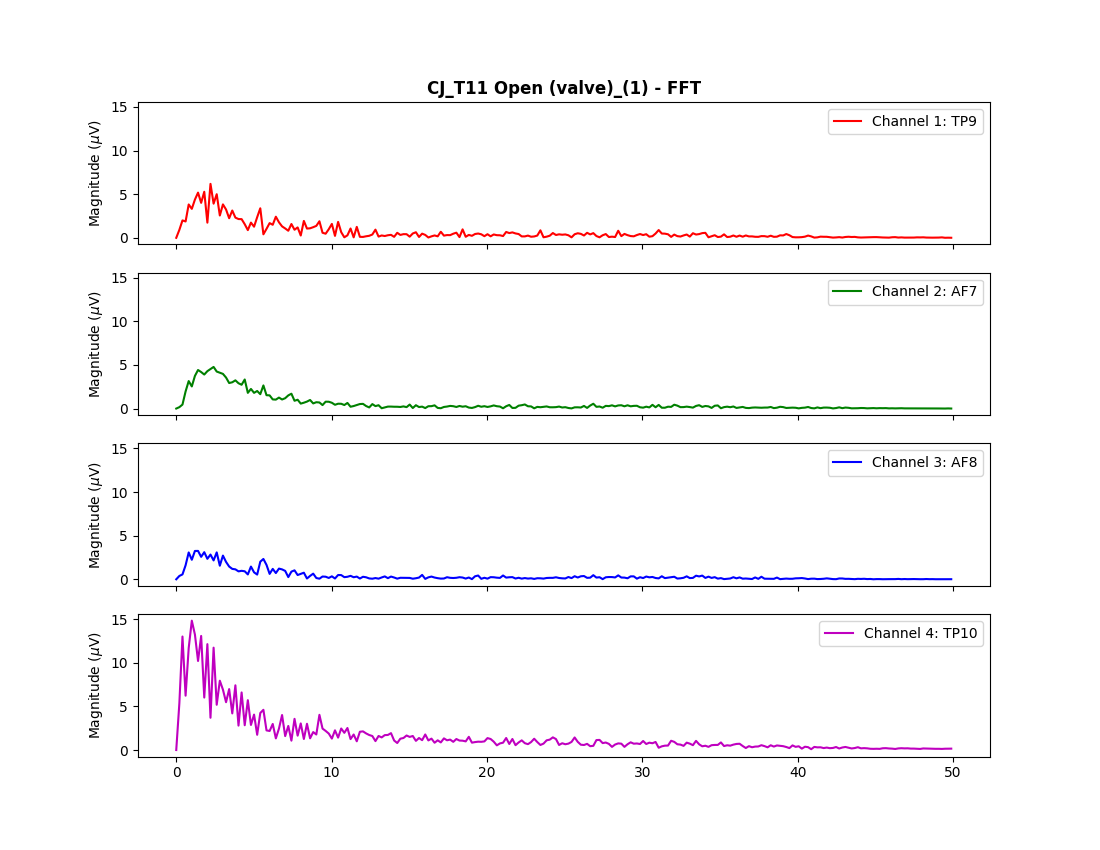 CJ_T11 Open (valve)_(1) - FFT
15
10
5
0
Magnitude (μV)
Channel 1: TP9
15
10
5
0
Magnitude (μV)
Channel 2: AF7
15
10
5
0
Magnitude (μV)
Channel 3: AF8
15
10
5
0
Magnitude (μV)
Channel 4: TP10
0 10 20 30 40 50